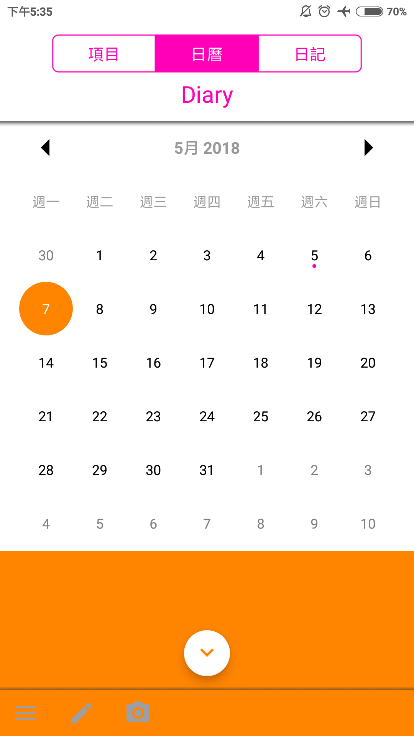 下午5:35 70%
項目 日曆 日記
Diary
5月 2018
週一 週二 週三 週四 週五 週六 週日
30 1 2 3 4 5 6
7 8 9 10 11 12 13
14 15 16 17 18 19 20
21 22 23 24 25 26 27
28 29 30 31 1 2 3
4 5 6 7 8 9 10